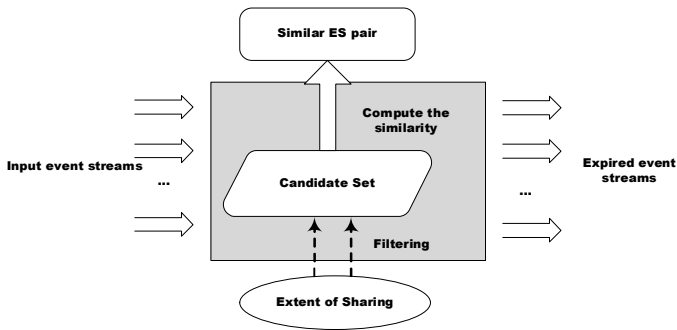 Similar ES pair
Compute the
similarity
Input event streams
...
Candidate Set
Expired event
streams
...
Filtering
Extent of Sharing